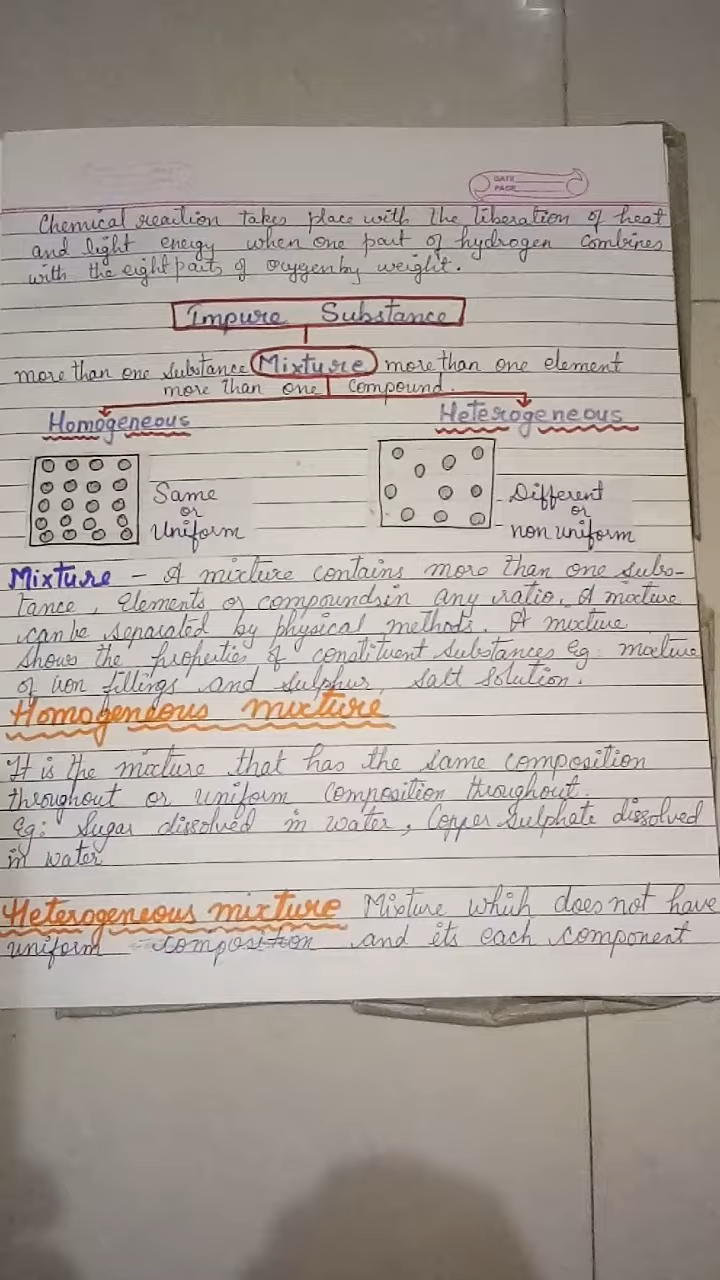 DATE
PAGE
Chemical reaction takes place with the liberation of heat
and light energy when one part of hydrogen combines
with the eight parts of oxygen by weight.
Impure Substance
more than one substance Mixture more than one element
more than one compound.
Homogeneous Heterogeneous
Same Different
or or
Uniform non uniform
Mixture - A mixture contains more than one subs-
tance, elements or compounds in any ratio. A mixture
can be separated by physical methods. A mixture
shows the properties of constituent substances Eg: mixture
of iron fillings and sulphur, salt solution.
Homogeneous mixture
It is the mixture that has the same composition
throughout or uniform composition throughout.
Eg: Sugar dissolved in water, Copper Sulphate dissolved
in water
Heterogeneous mixture Mixture which does not have
uniform composition and its each component